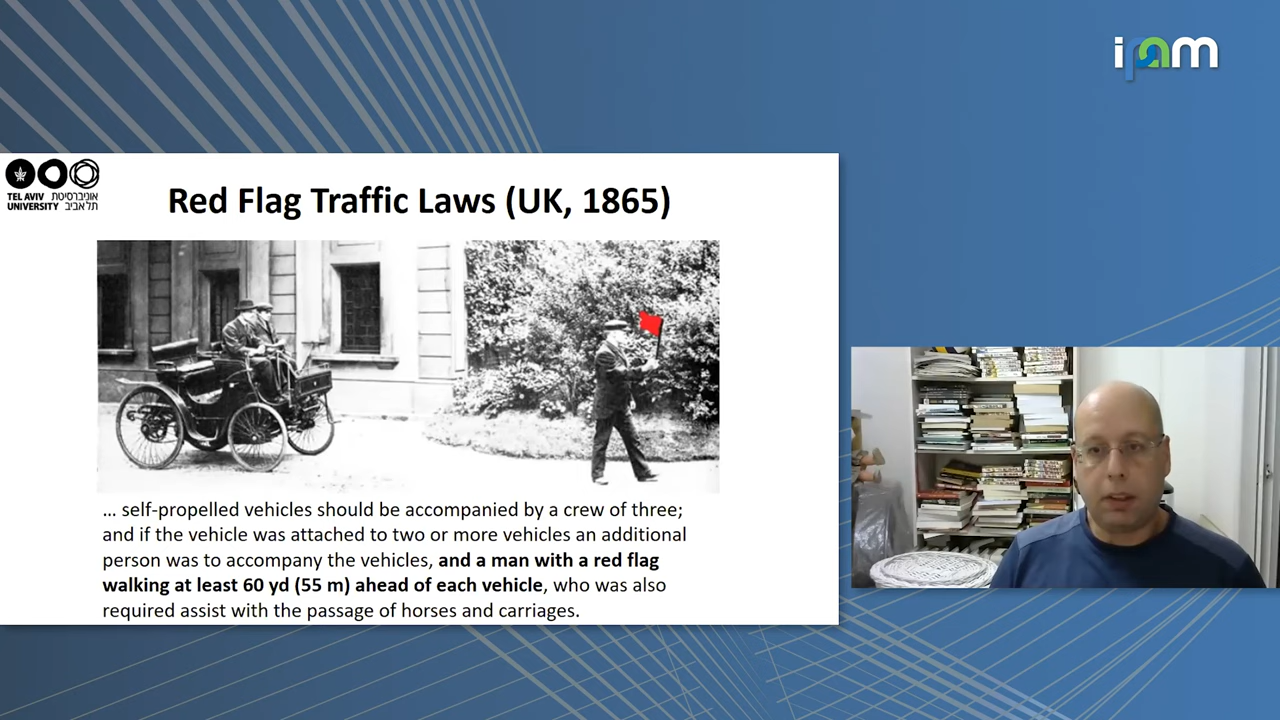 ipam
TEL AVIV אוניברסיטת
UNIVERSITY תל אביב
Red Flag Traffic Laws (UK, 1865)
... self-propelled vehicles should be accompanied by a crew of three;
and if the vehicle was attached to two or more vehicles an additional
person was to accompany the vehicles, and a man with a red flag
walking at least 60 yd (55 m) ahead of each vehicle, who was also
required assist with the passage of horses and carriages.